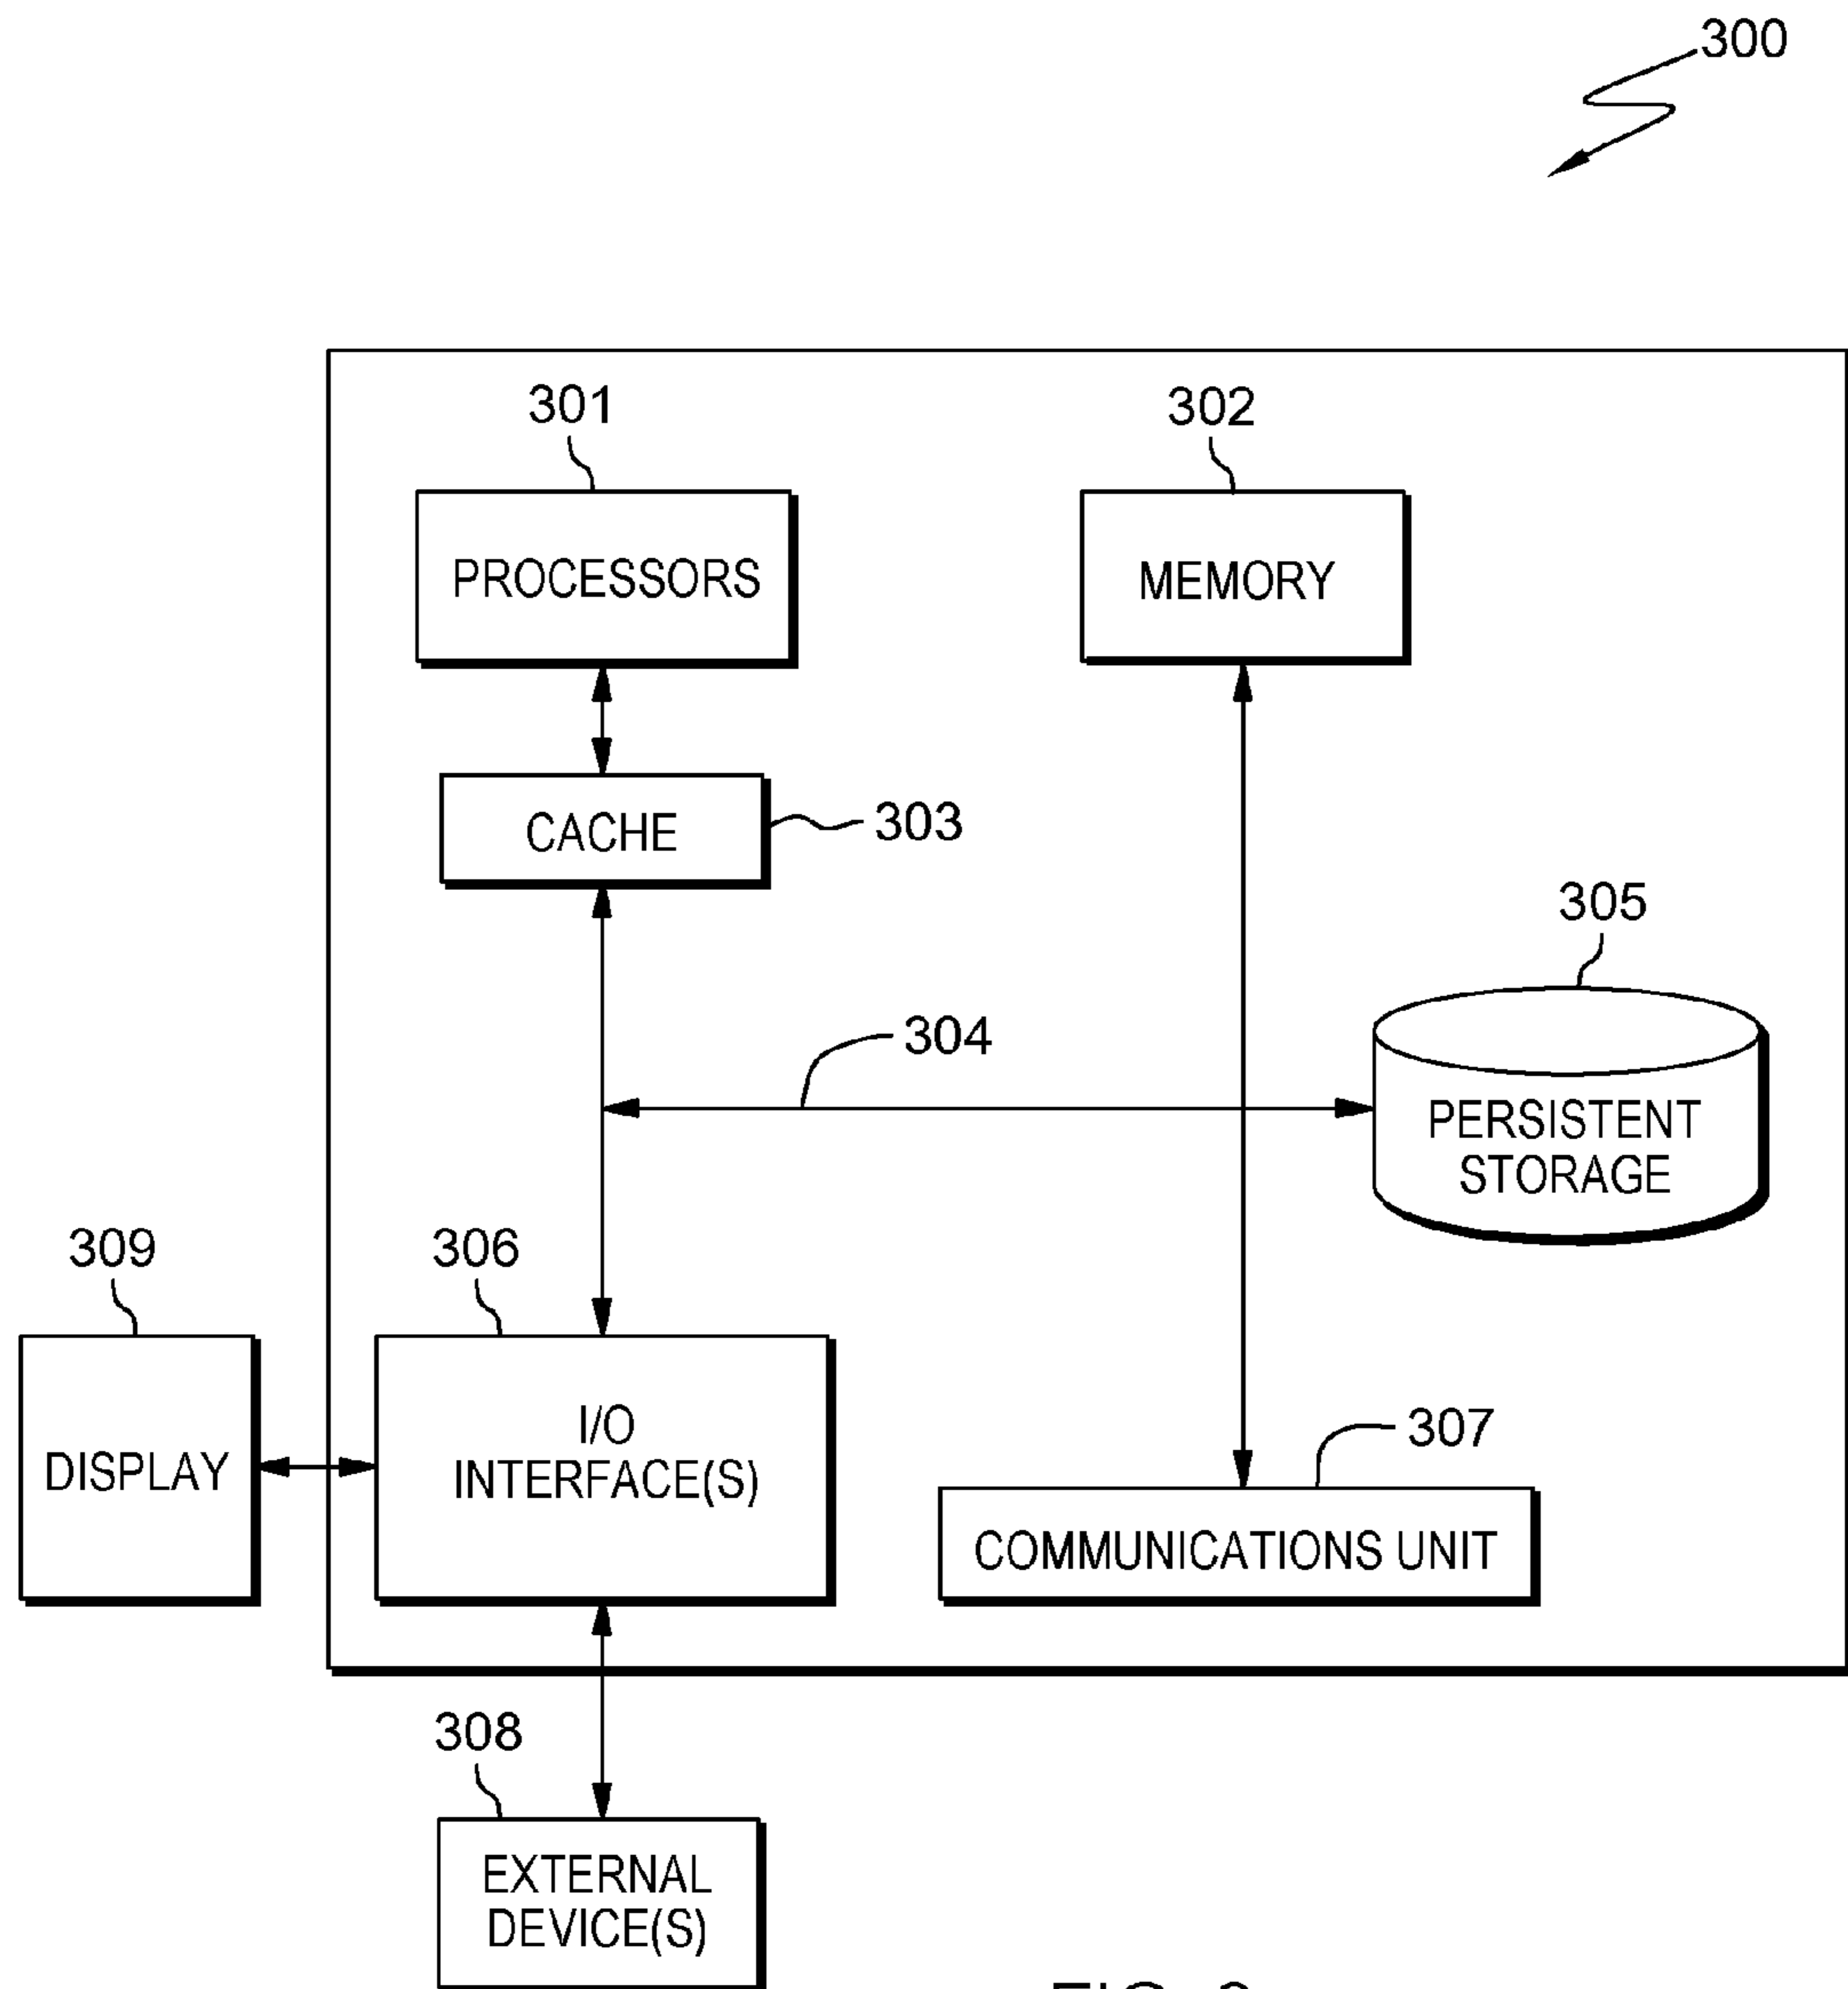 300
301
302
PROCESSORS
MEMORY
CACHE
303
305
304
PERSISTENT
STORAGE
309
306
I/O
INTERFACE(S)
DISPLAY
307
COMMUNICATIONS UNIT
308
EXTERNAL
DEVICE(S)
FIG.